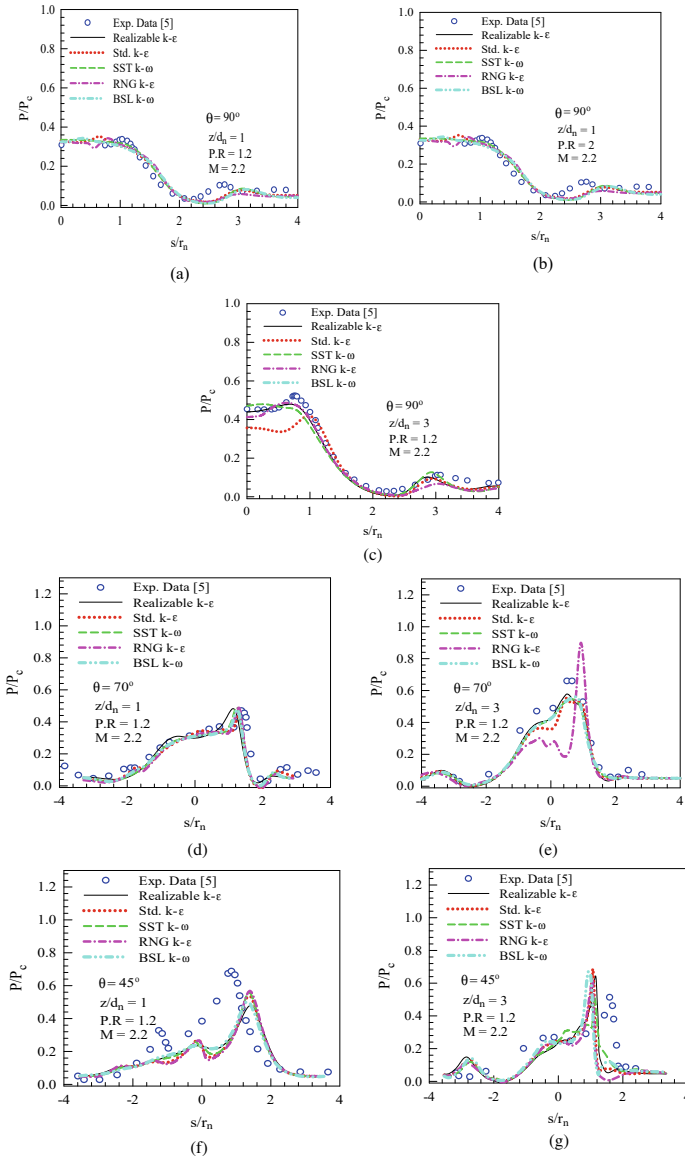 Exp. Data [5]
Realizable k-ε
Std. k-ε
SST k-ω
RNG k-ε
BSL k-ω
θ = 90°
z/dn = 1
P.R = 1.2
M = 2.2
P/Pc
1.0
0.8
0.6
0.4
0.2
0.0
0 1 2 3 4
s/rn
(a)
Exp. Data [5]
Realizable k-ε
Std. k-ε
SST k-ω
RNG k-ε
BSL k-ω
θ = 90°
z/dn = 1
P.R = 2
M = 2.2
P/Pc
1.0
0.8
0.6
0.4
0.2
0.0
0 1 2 3 4
s/rn
(b)
Exp. Data [5]
Realizable k-ε
Std. k-ε
SST k-ω
RNG k-ε
BSL k-ω
θ = 90°
z/dn = 3
P.R = 1.2
M = 2.2
P/Pc
1.0
0.8
0.6
0.4
0.2
0.0
0 1 2 3 4
s/rn
(c)
Exp. Data [5]
Realizable k-ε
Std. k-ε
SST k-ω
RNG k-ε
BSL k-ω
θ = 70°
z/dn = 1
P.R = 1.2
M = 2.2
P/Pc
1.2
1.0
0.8
0.6
0.4
0.2
0.0
-4 -2 0 2 4
s/rn
(d)
Exp. Data [5]
Realizable k-ε
Std. k-ε
SST k-ω
RNG k-ε
BSL k-ω
θ = 70°
z/dn = 3
P.R = 1.2
M = 2.2
P/Pc
1.2
1.0
0.8
0.6
0.4
0.2
0.0
-4 -2 0 2 4
s/rn
(e)
Exp. Data [5]
Realizable k-ε
Std. k-ε
SST k-ω
RNG k-ε
BSL k-ω
θ = 45°
z/dn = 1
P.R = 1.2
M = 2.2
P/Pc
1.2
1.0
0.8
0.6
0.4
0.2
0.0
-4 -2 0 2 4
s/rn
(f)
Exp. Data [5]
Realizable k-ε
Std. k-ε
SST k-ω
RNG k-ε
BSL k-ω
θ = 45°
z/dn = 3
P.R = 1.2
M = 2.2
P/Pc
1.2
1.0
0.8
0.6
0.4
0.2
0.0
-4 -2 0 2 4
s/rn
(g)